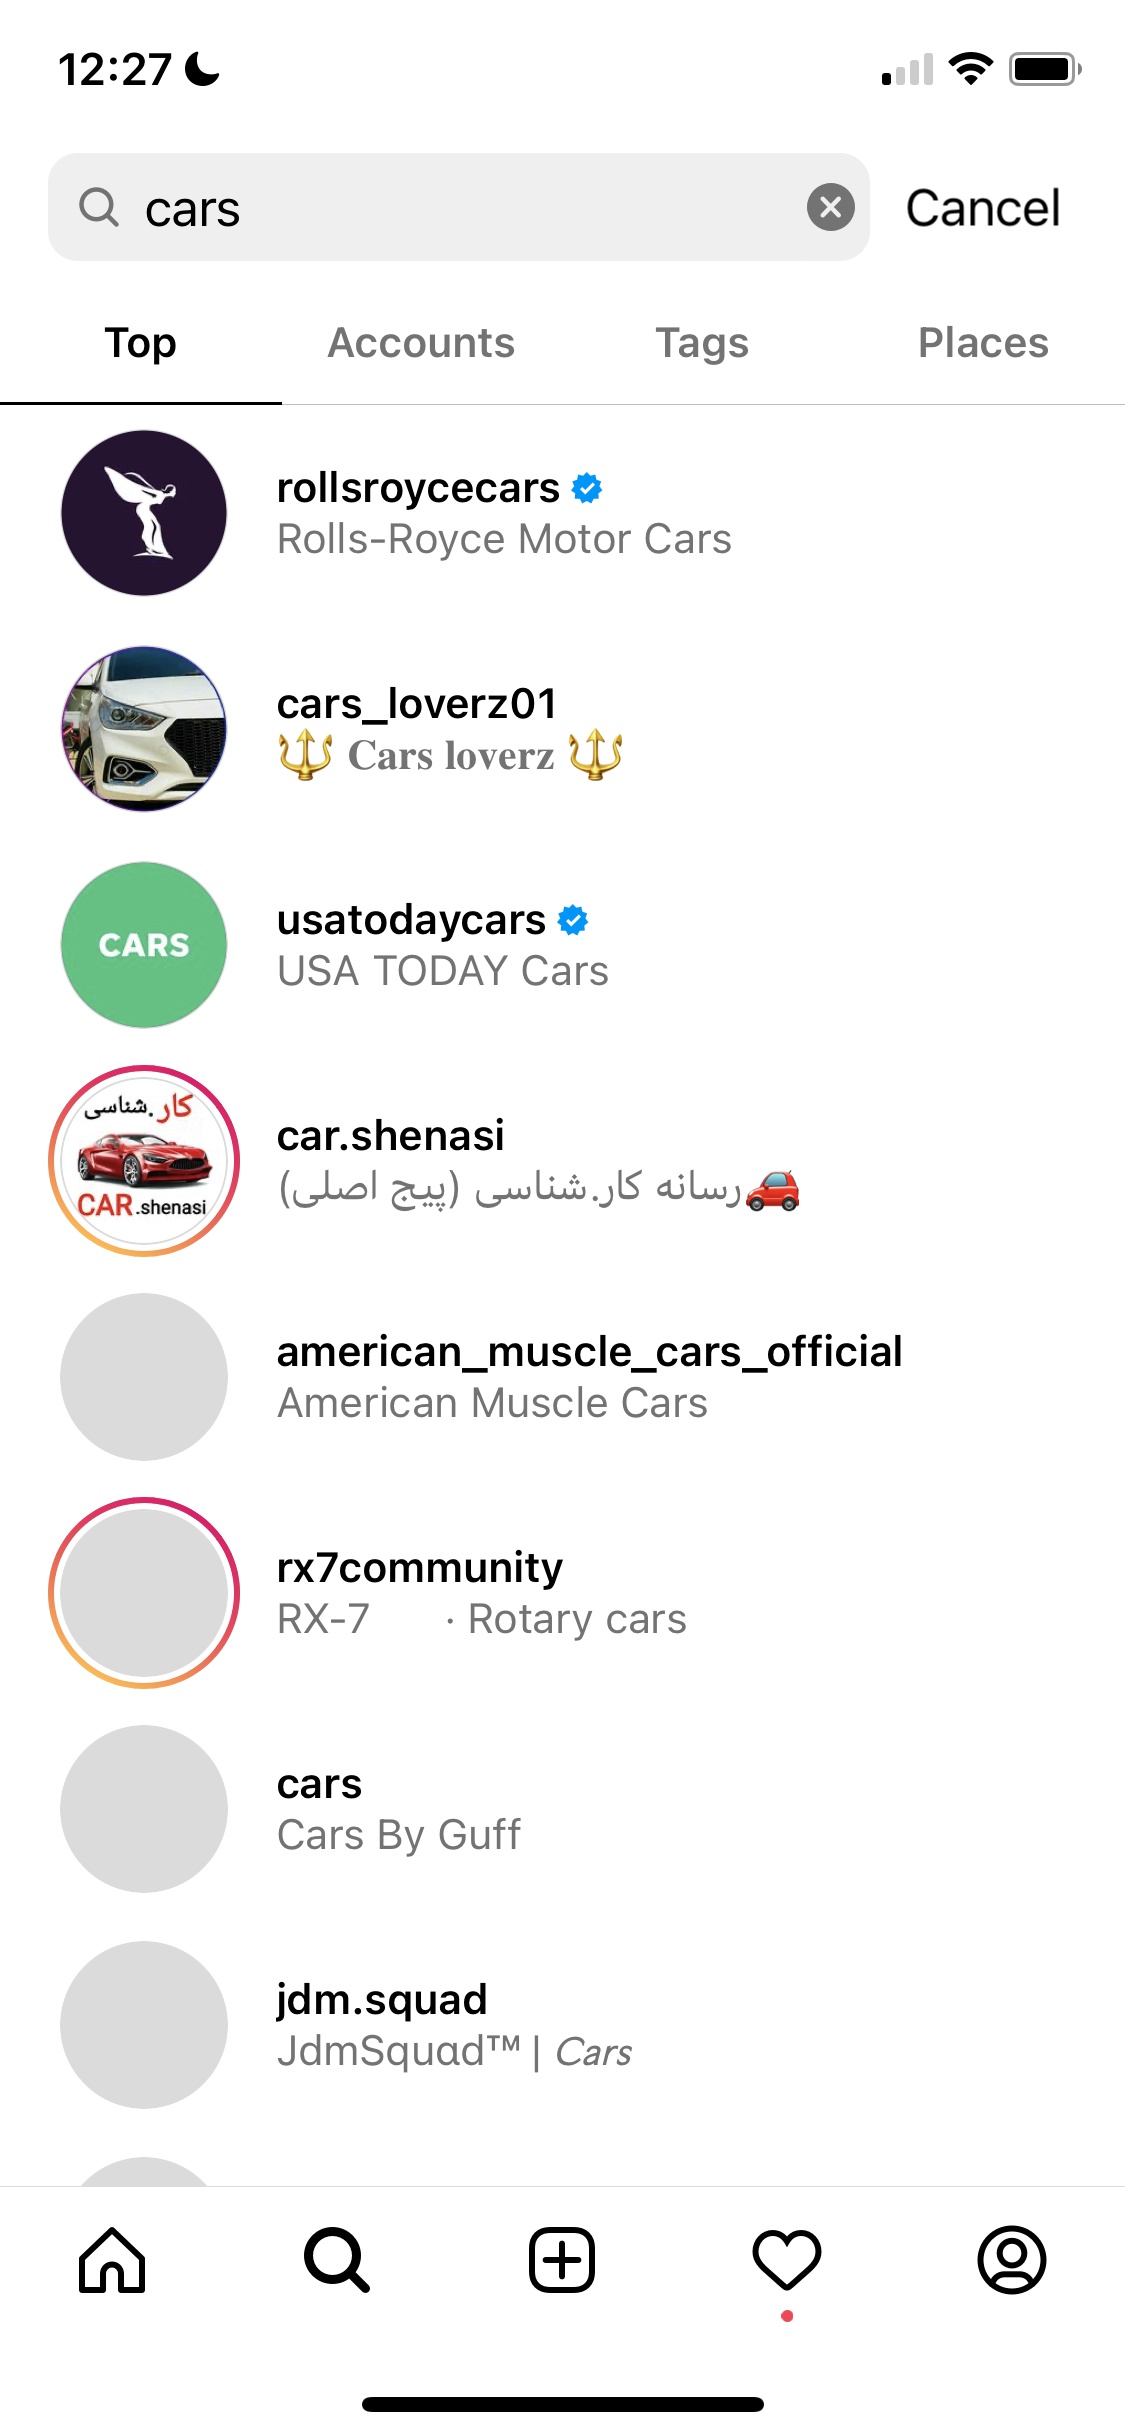 12:27
cars
Cancel
Top Accounts Tags Places
rollsroycecars
Rolls-Royce Motor Cars
cars_loverz01
🔱 Cars loverz 🔱
CARS
usatodaycars
USA TODAY Cars
کار.شناسی
CAR.shenasi
car.shenasi
🚗رسانه کار.شناسی (پیج اصلی)
american_muscle_cars_official
American Muscle Cars
rx7community
RX-7 · Rotary cars
cars
Cars By Guff
jdm.squad
JdmSquɑd™ | 𝘊𝘢𝘳𝘴